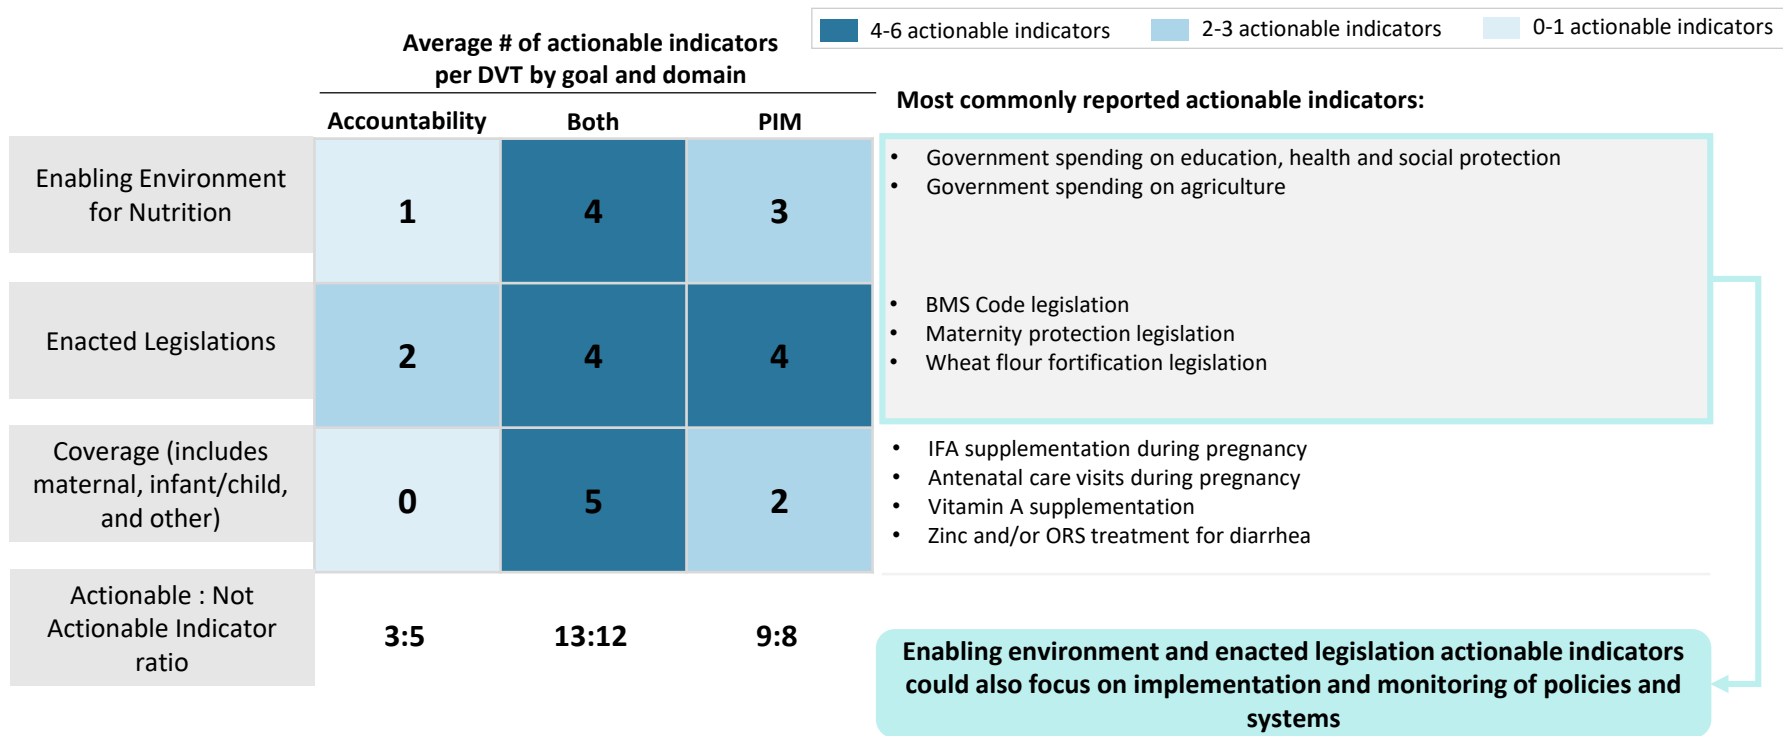 4-6 actionable indicators
2-3 actionable indicators
0-1 actionable indicators
Average # of actionable indicators
per DVT by goal and domain
Most commonly reported actionable indicators:
Accountability
Both
PIM
Enabling Environment
for Nutrition
1
4
3
• Government spending on education, health and social protection
• Government spending on agriculture
Enacted Legislations
2
4
4
• BMS Code legislation
• Maternity protection legislation
• Wheat flour fortification legislation
Coverage (includes
maternal, infant/child,
and other)
0
5
2
• IFA supplementation during pregnancy
• Antenatal care visits during pregnancy
• Vitamin A supplementation
• Zinc and/or ORS treatment for diarrhea
Actionable : Not
Actionable Indicator
ratio
3:5
13:12
9:8
Enabling environment and enacted legislation actionable indicators
could also focus on implementation and monitoring of policies and
systems